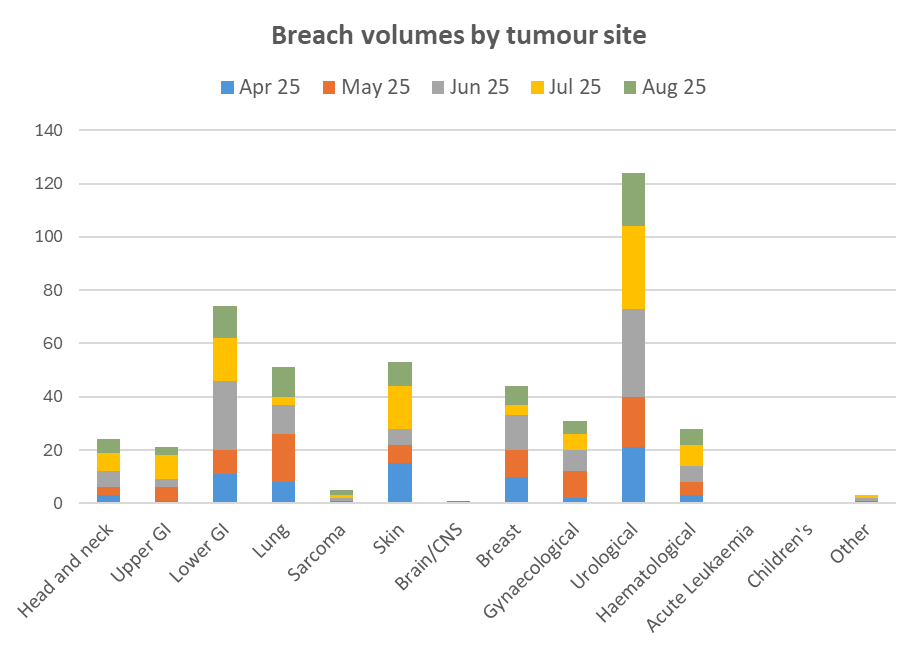 Breach volumes by tumour site
Apr 25 May 25 Jun 25 Jul 25 Aug 25
140
120
100
80
60
40
20
0
Head and neck
Upper GI
Lower GI
Lung
Sarcoma
Skin
Brain/CNS
Breast
Gynaecological
Urological
Haematological
Acute Leukaemia
Children's
Other